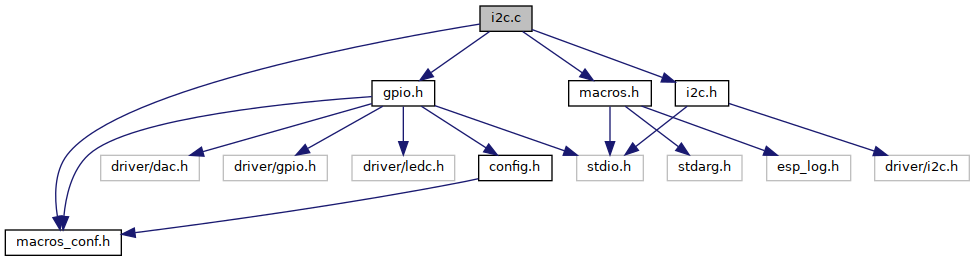 i2c.c
gpio.h
macros.h
i2c.h
driver/dac.h
driver/gpio.h
driver/ledc.h
config.h
stdio.h
stdarg.h
esp_log.h
driver/i2c.h
macros_conf.h